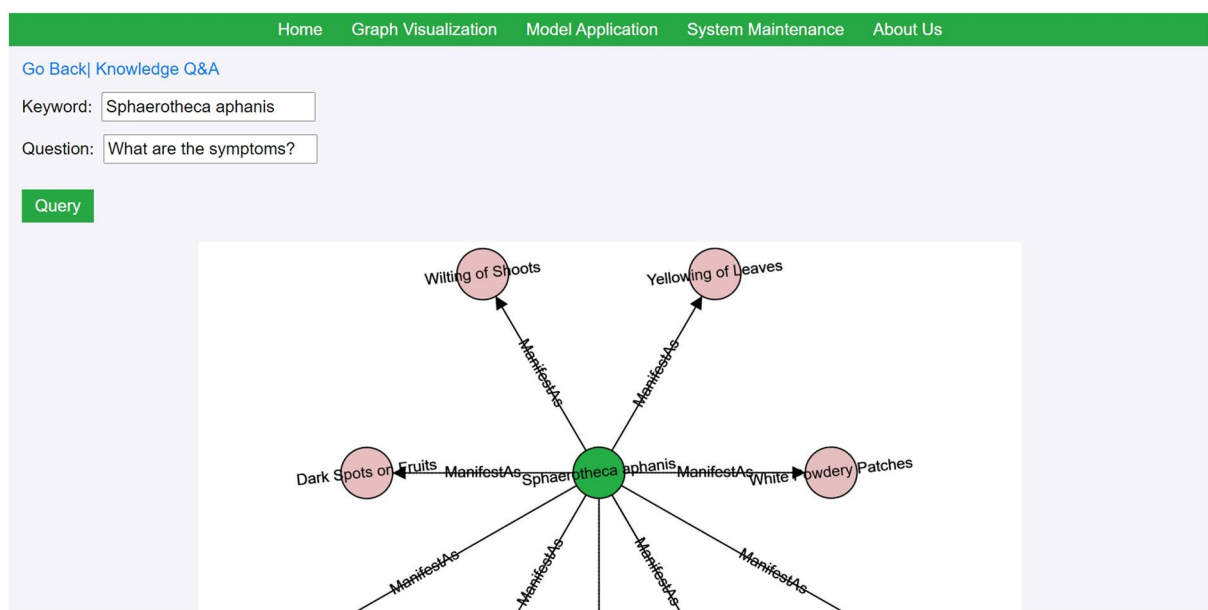 Home Graph Visualization Model Application System Maintenance About Us
Go Back| Knowledge Q&A
Keyword: Sphaerotheca aphanis
Question: What are the symptoms?
Query
Wilting of Shoots
Yellowing of Leaves
ManifestAs
ManifestAs
Dark Spots on Fruits
ManifestAs
Sphaerotheca aphanis
ManifestAs
White Powdery Patches
ManifestAs
ManifestAs
ManifestAs
ManifestAs